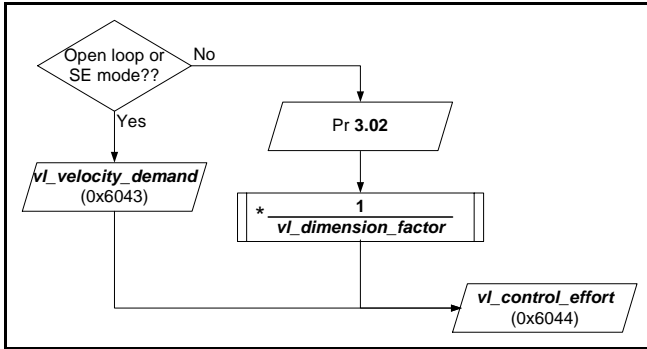 Open loop or
SE mode??
No
Yes
Pr 3.02
vl_velocity_demand
(0x6043)
* 1
vl_dimension_factor
vl_control_effort
(0x6044)